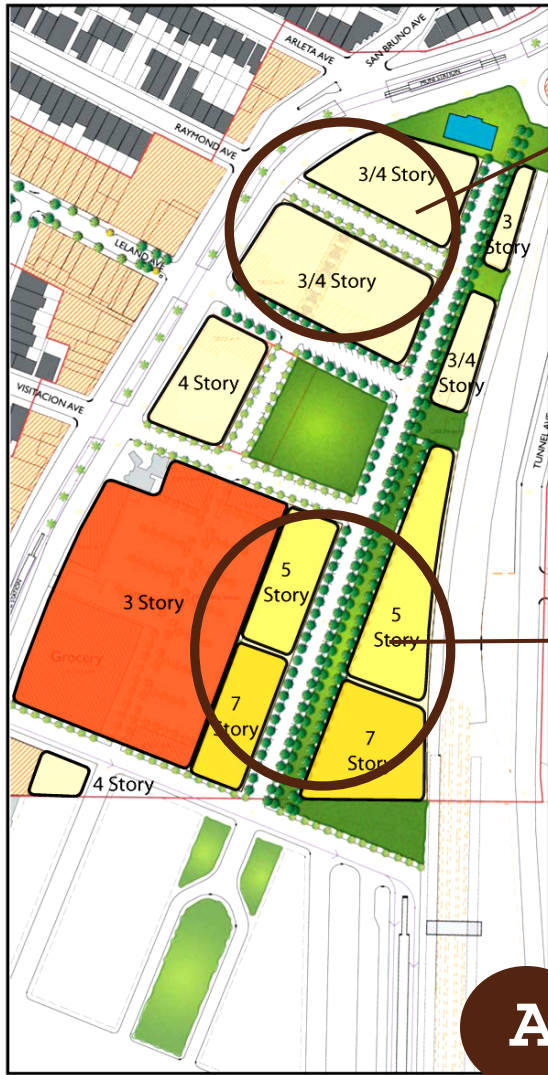 SAN BRUNO AVE
ARLETA AVE
MUNI STATION
RAYMOND AVE
3/4 Story
3
Story
LELAND AVE
3/4 Story
3/4
Story
4 Story
VISITACION AVE
TUNNEL AVE
5
Story
3 Story
5
Story
Grocery
7
Story
7
Story
4 Story
STATION
A